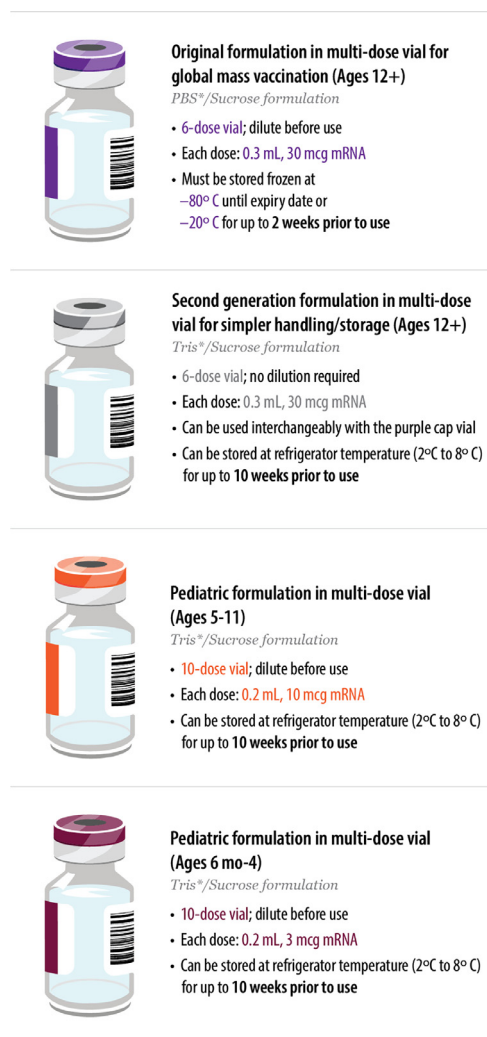 Original formulation in multi-dose vial for
global mass vaccination (Ages 12+)
PBS*/Sucrose formulation
• 6-dose vial; dilute before use
• Each dose: 0.3 mL, 30 mcg mRNA
• Must be stored frozen at
–80º C until expiry date or
–20º C for up to 2 weeks prior to use
Second generation formulation in multi-dose
vial for simpler handling/storage (Ages 12+)
Tris*/Sucrose formulation
• 6-dose vial; no dilution required
• Each dose: 0.3 mL, 30 mcg mRNA
• Can be used interchangeably with the purple cap vial
• Can be stored at refrigerator temperature (2ºC to 8º C)
for up to 10 weeks prior to use
Pediatric formulation in multi-dose vial
(Ages 5-11)
Tris*/Sucrose formulation
• 10-dose vial; dilute before use
• Each dose: 0.2 mL, 10 mcg mRNA
• Can be stored at refrigerator temperature (2ºC to 8º C)
for up to 10 weeks prior to use
Pediatric formulation in multi-dose vial
(Ages 6 mo-4)
Tris*/Sucrose formulation
• 10-dose vial; dilute before use
• Each dose: 0.2 mL, 3 mcg mRNA
• Can be stored at refrigerator temperature (2ºC to 8º C)
for up to 10 weeks prior to use